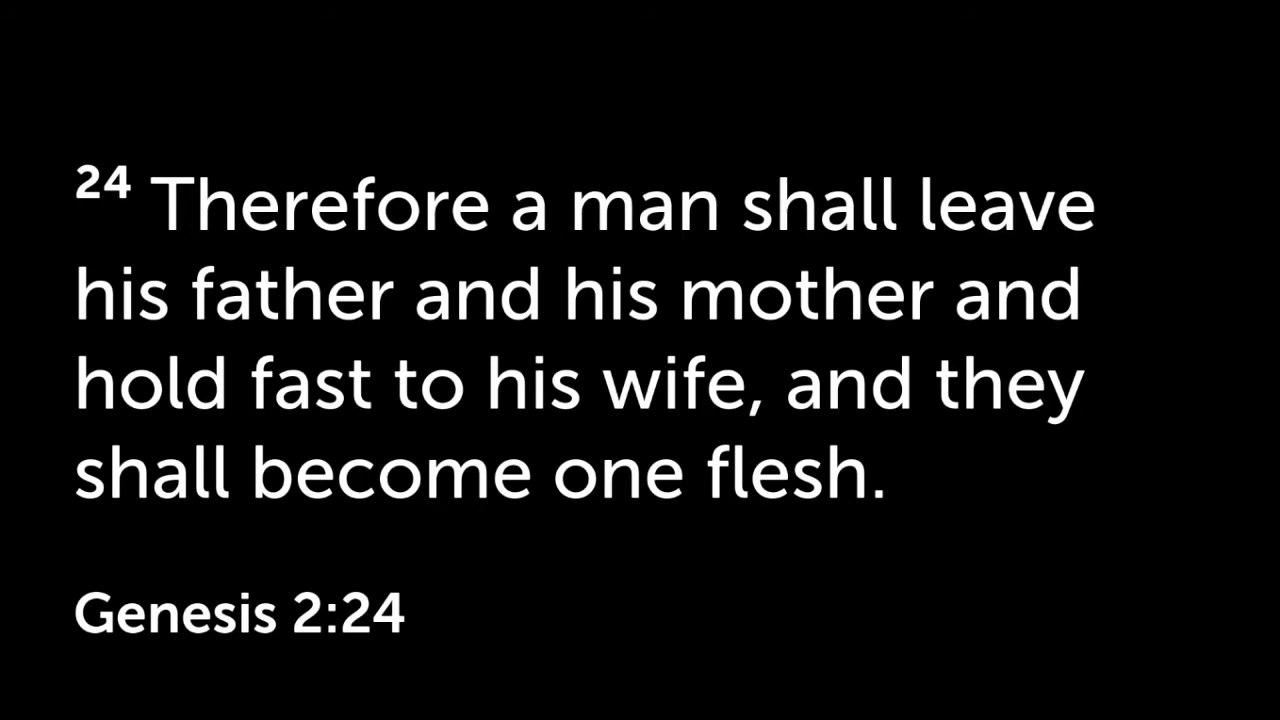 24 Therefore a man shall leave
his father and his mother and
hold fast to his wife, and they
shall become one flesh.
Genesis 2:24